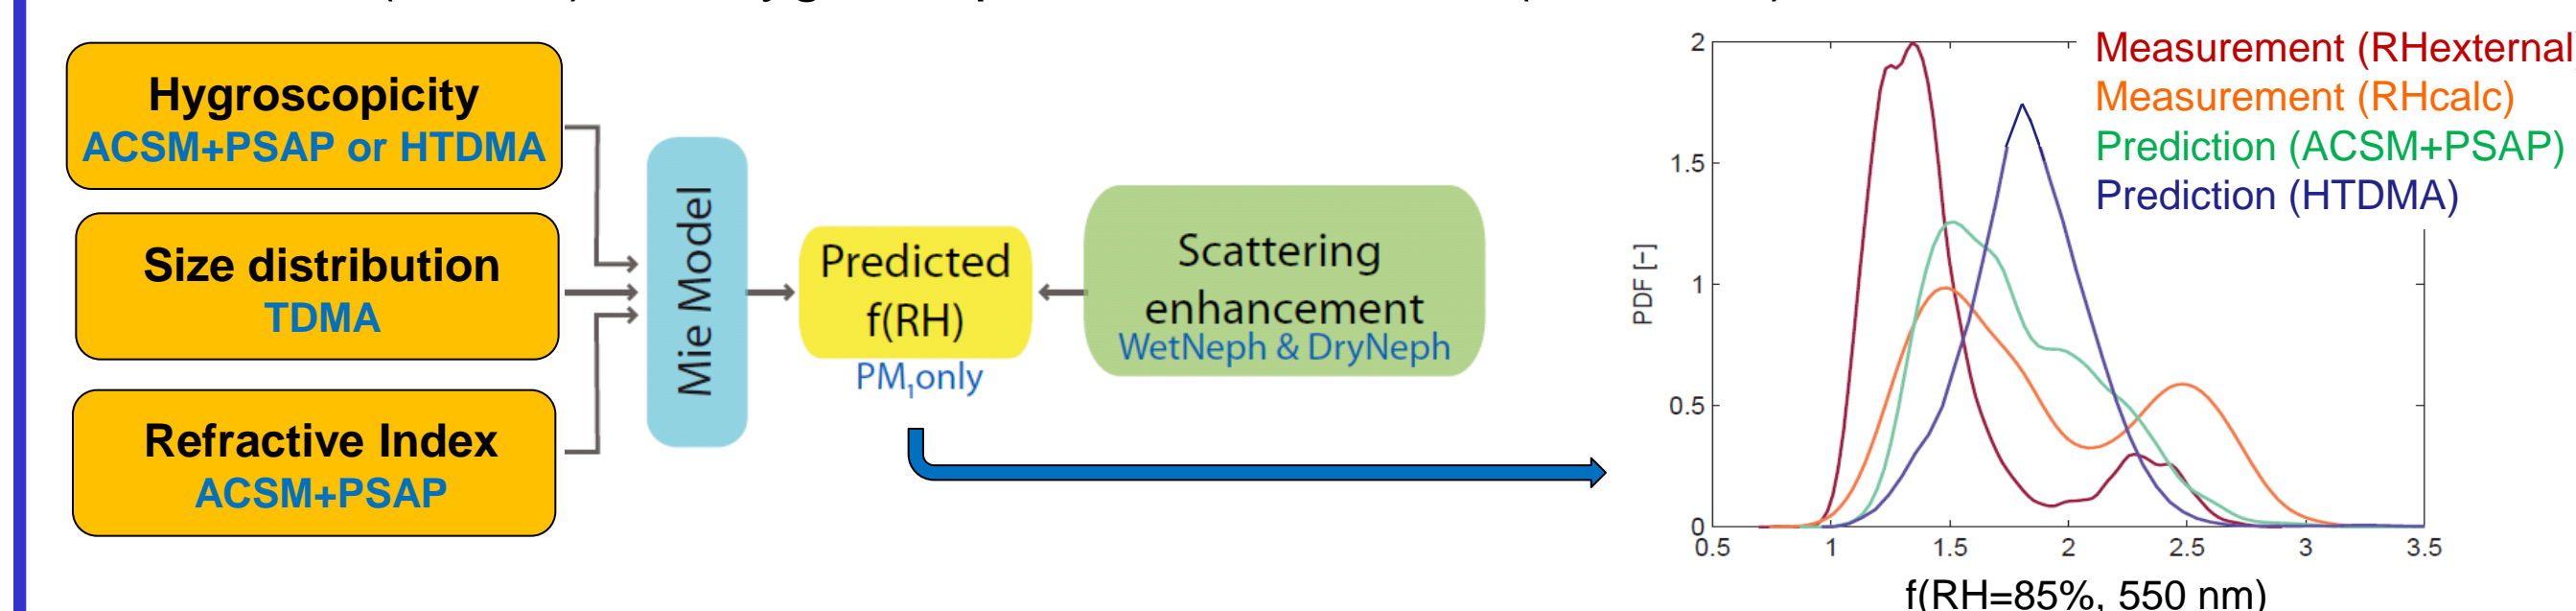 Hygroscopicity
ACSM+PSAP or HTDMA
Size distribution
TDMA
Refractive Index
ACSM+PSAP
Mie Model
Predicted
f(RH)
PM₁only
Scattering
enhancement
WetNeph & DryNeph
Measurement (RHexternal
Measurement (RHcalc)
Prediction (ACSM+PSAP)
Prediction (HTDMA)
PDF [-]
2
1.5
1
0.5
0
0.5 1 1.5 2 2.5 3 3.5
f(RH=85%, 550 nm)